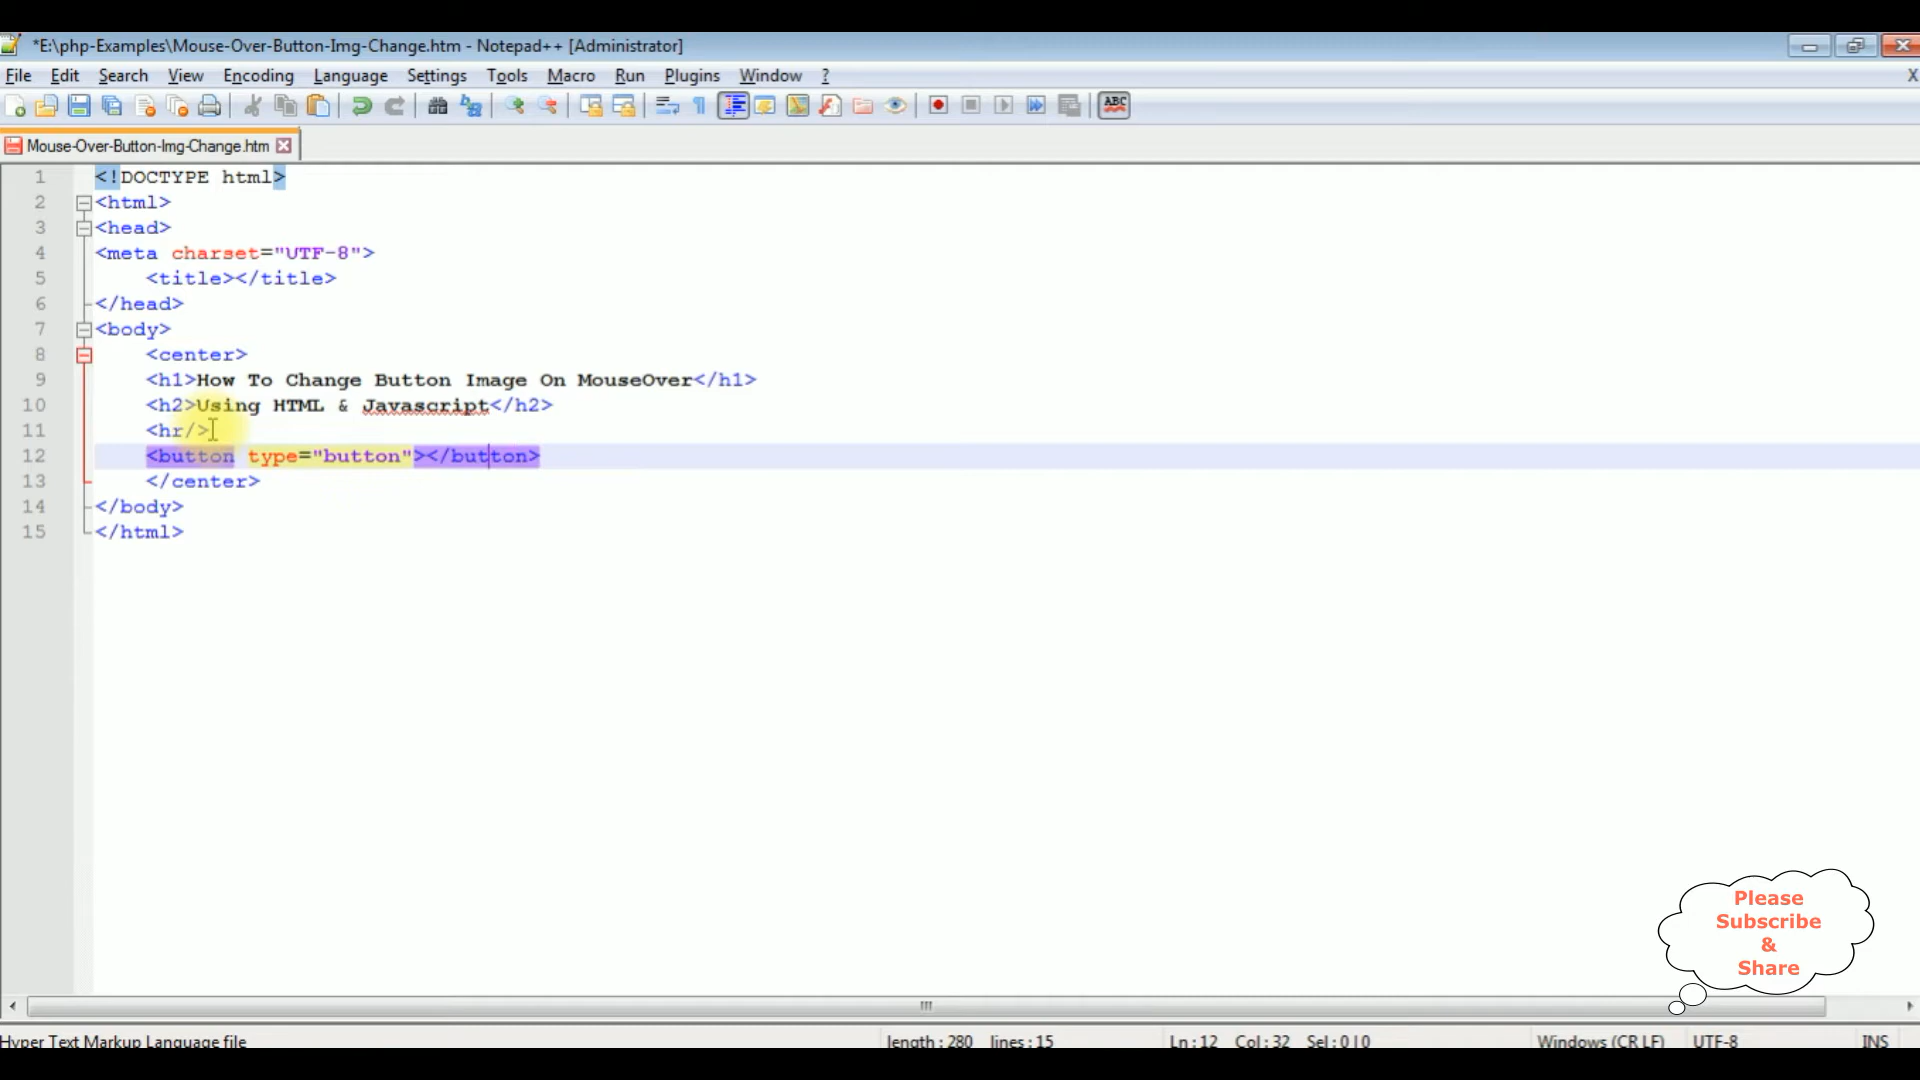 *E:\php-Examples\Mouse-Over-Button-Img-Change.htm - Notepad++ [Administrator]
File Edit Search View Encoding Language Settings Tools Macro Run Plugins Window ? X
ABC
Mouse-Over-Button-Img-Change.htm
1 <!DOCTYPE html>
2 <html>
3 <head>
4 <meta charset="UTF-8">
5 <title></title>
6 </head>
7 <body>
8 <center>
9 <h1>How To Change Button Image On MouseOver</h1>
10 <h2>Using HTML & Javascript</h2>
11 <hr/>
12 <button type="button"></button>
13 </center>
14 </body>
15 </html>
Please
Subscribe
&
Share
Hyper Text Markup Language file length : 280 lines : 15 Ln : 12 Col : 32 Sel : 0 | 0 Windows (CR LF) UTF-8 INS